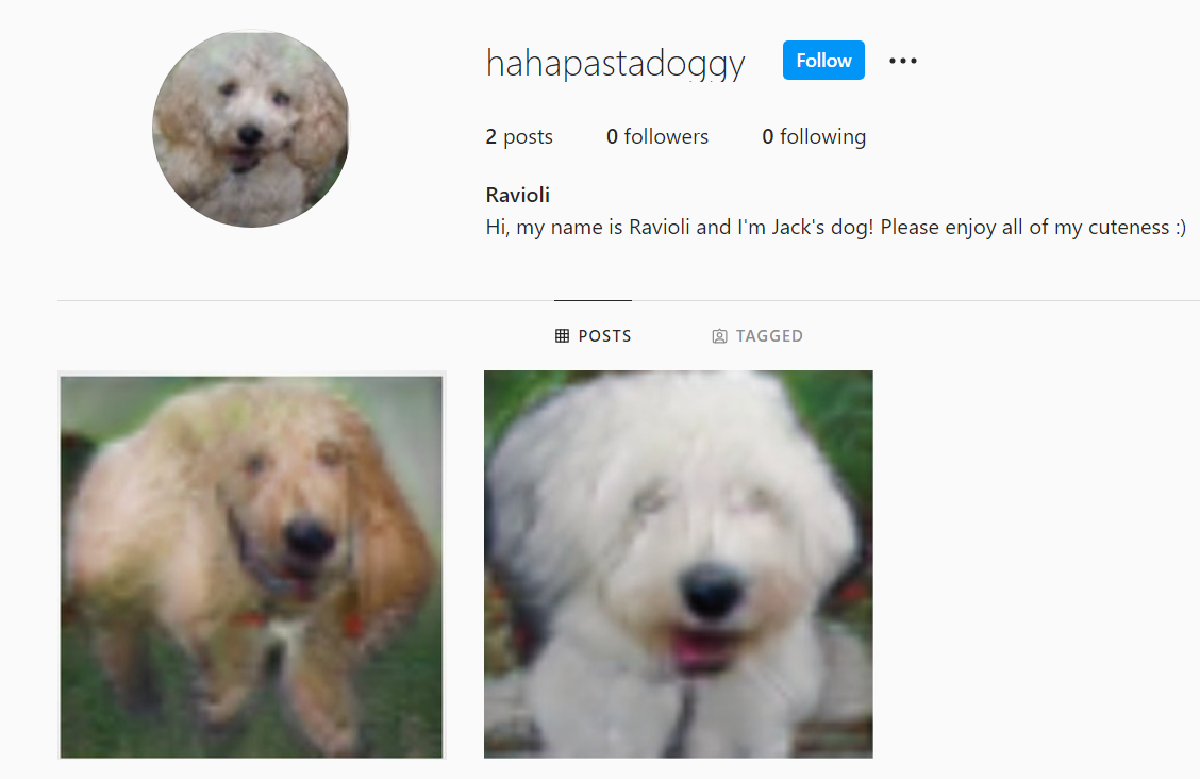 hahapastadoggy Follow
2 posts 0 followers 0 following
Ravioli
Hi, my name is Ravioli and I'm Jack's dog! Please enjoy all of my cuteness :)
POSTS TAGGED